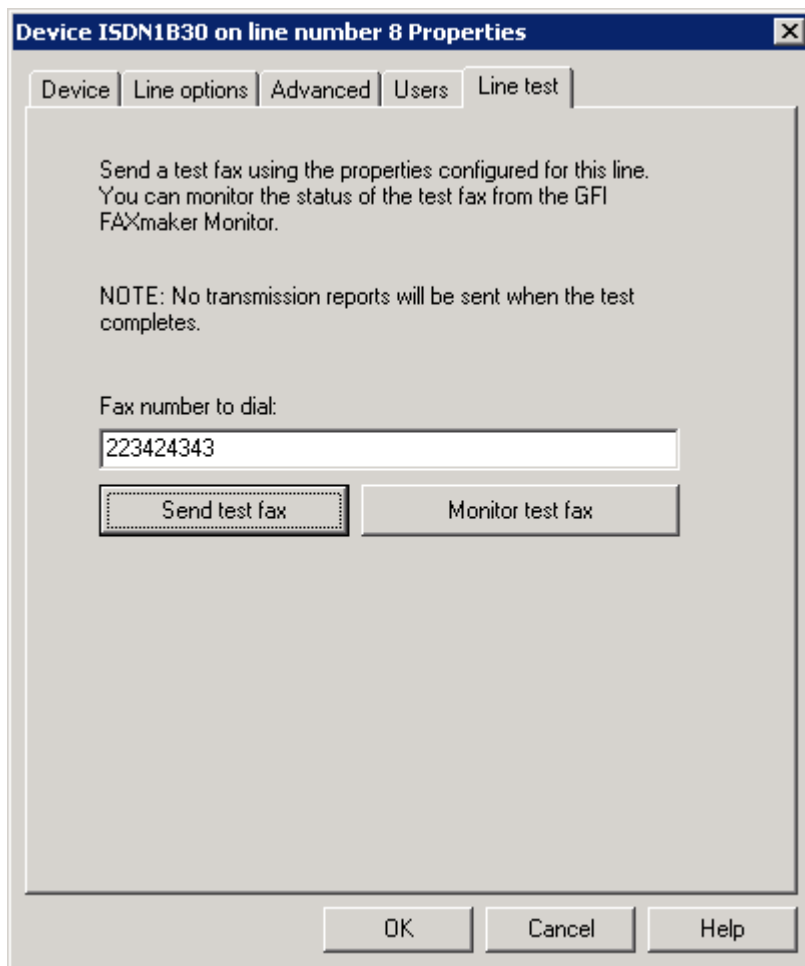 Device ISDN1B30 on line number 8 Properties
Device Line options Advanced Users Line test
Send a test fax using the properties configured for this line.
You can monitor the status of the test fax from the GFI
FAXmaker Monitor.
NOTE: No transmission reports will be sent when the test
completes.
Fax number to dial:
223424343
Send test fax Monitor test fax
OK Cancel Help